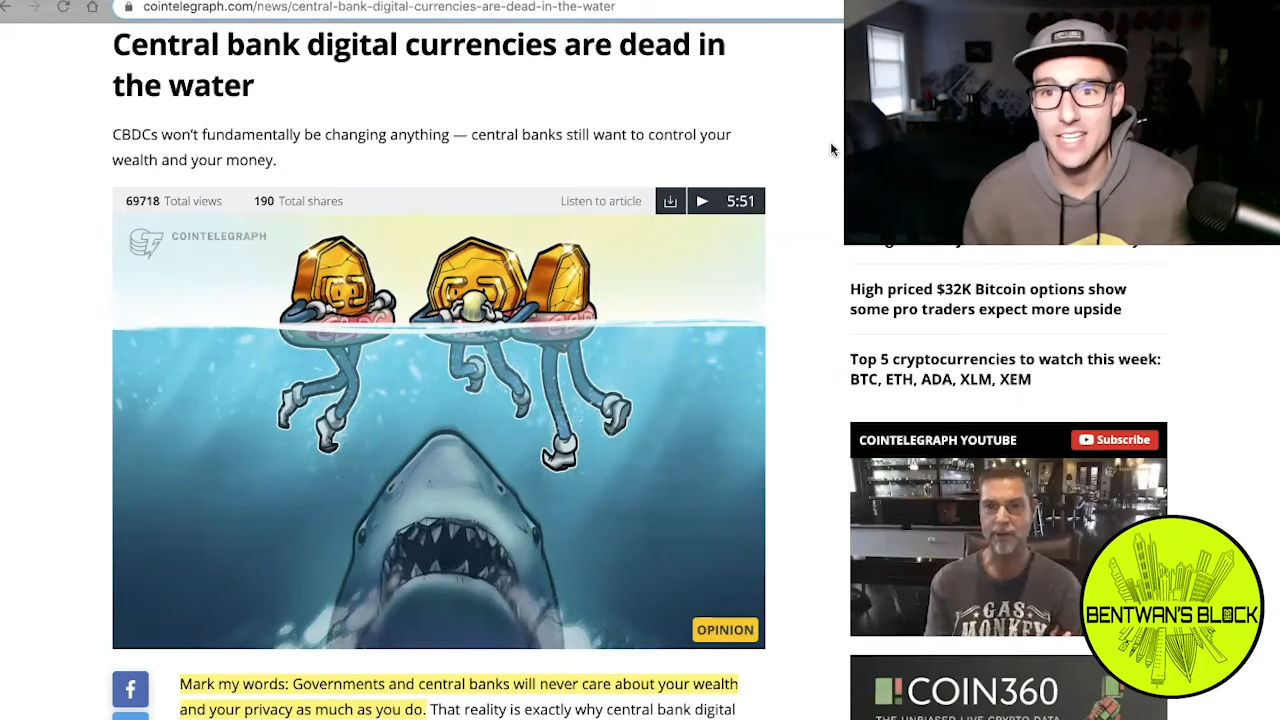 cointelegraph.com/news/central-bank-digital-currencies-are-dead-in-the-water
Central bank digital currencies are dead in
the water
CBDCs won’t fundamentally be changing anything — central banks still want to control your
wealth and your money.
69718 Total views
190 Total shares
Listen to article
5:51
COINTELEGRAPH
OPINION
Mark my words: Governments and central banks will never care about your wealth
and your privacy as much as you do. That reality is exactly why central bank digital
High priced $32K Bitcoin options show
some pro traders expect more upside
Top 5 cryptocurrencies to watch this week:
BTC, ETH, ADA, XLM, XEM
COINTELEGRAPH YOUTUBE
Subscribe
GAS
MONKEY
BENTWAN'S BLOCK
COIN360
THE UNBIASED LIVE CRYPTO DATA